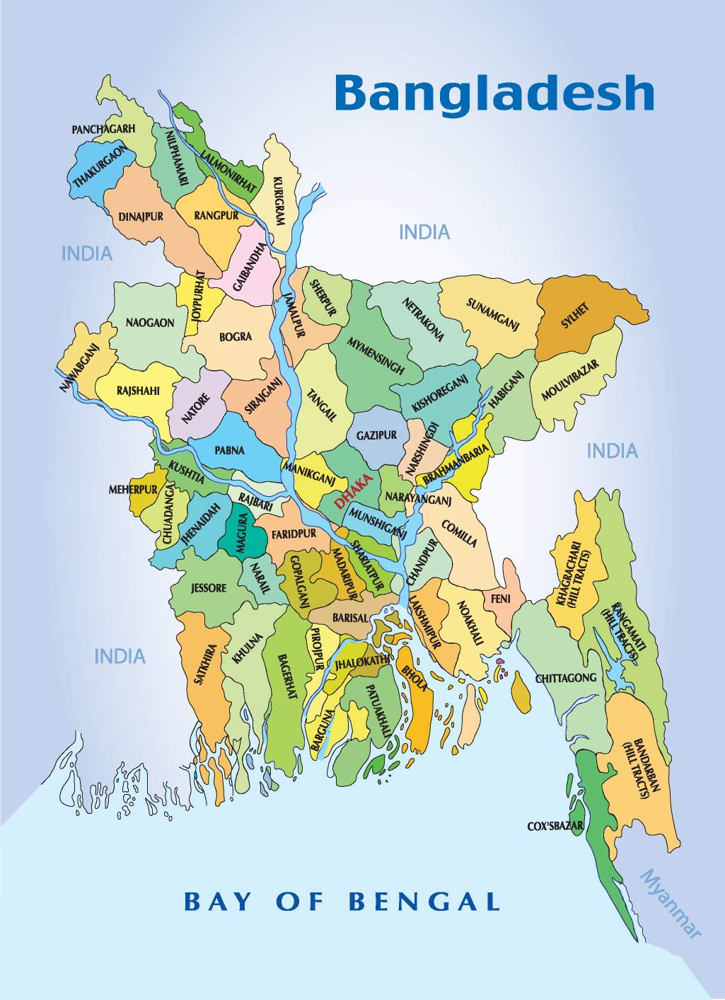 Bangladesh
PANCHAGARH
THAKURGAON
NILPHAMARI
LALMONIRHAT
KURIGRAM
DINAJPUR
RANGPUR
INDIA
INDIA
GAIBANDHA
JOYPURHAT
NAOGAON
BOGRA
JAMALPUR
SHERPUR
NETRAKONA
SUNAMGANJ
SYLHET
MYMENSINGH
NAWABGANJ
RAJSHAHI
NATORE
SIRAJGANJ
TANGAIL
KISHOREGANJ
HABIGANJ
MOULVIBAZAR
GAZIPUR
NARSHINGDI
PABNA
INDIA
BRAHMANBARIA
KUSHTIA
MANIKGANJ
DHAKA
MEHERPUR
CHUADANGA
RAJBARI
NARAYANGANJ
JHENAIDAH
MAGURA
FARIDPUR
MUNSHIGANJ
COMILLA
SHARIATPUR
CHANDPUR
NARAIL
GOPALGANJ
MADARIPUR
JESSORE
FENI
KHAGRACHARI
(HILL TRACTS)
BARISAL
LAKSHMIPUR
NOAKHALI
RANGAMATI
(HILL TRACTS)
INDIA
SATKHIRA
KHULNA
BAGERHAT
PIROJPUR
JHALOKATHI
BHOLA
CHITTAGONG
PATUAKHALI
BARGUNA
BANDARBAN
(HILL TRACTS)
COX'SBAZAR
BAY OF BENGAL
Myanmar